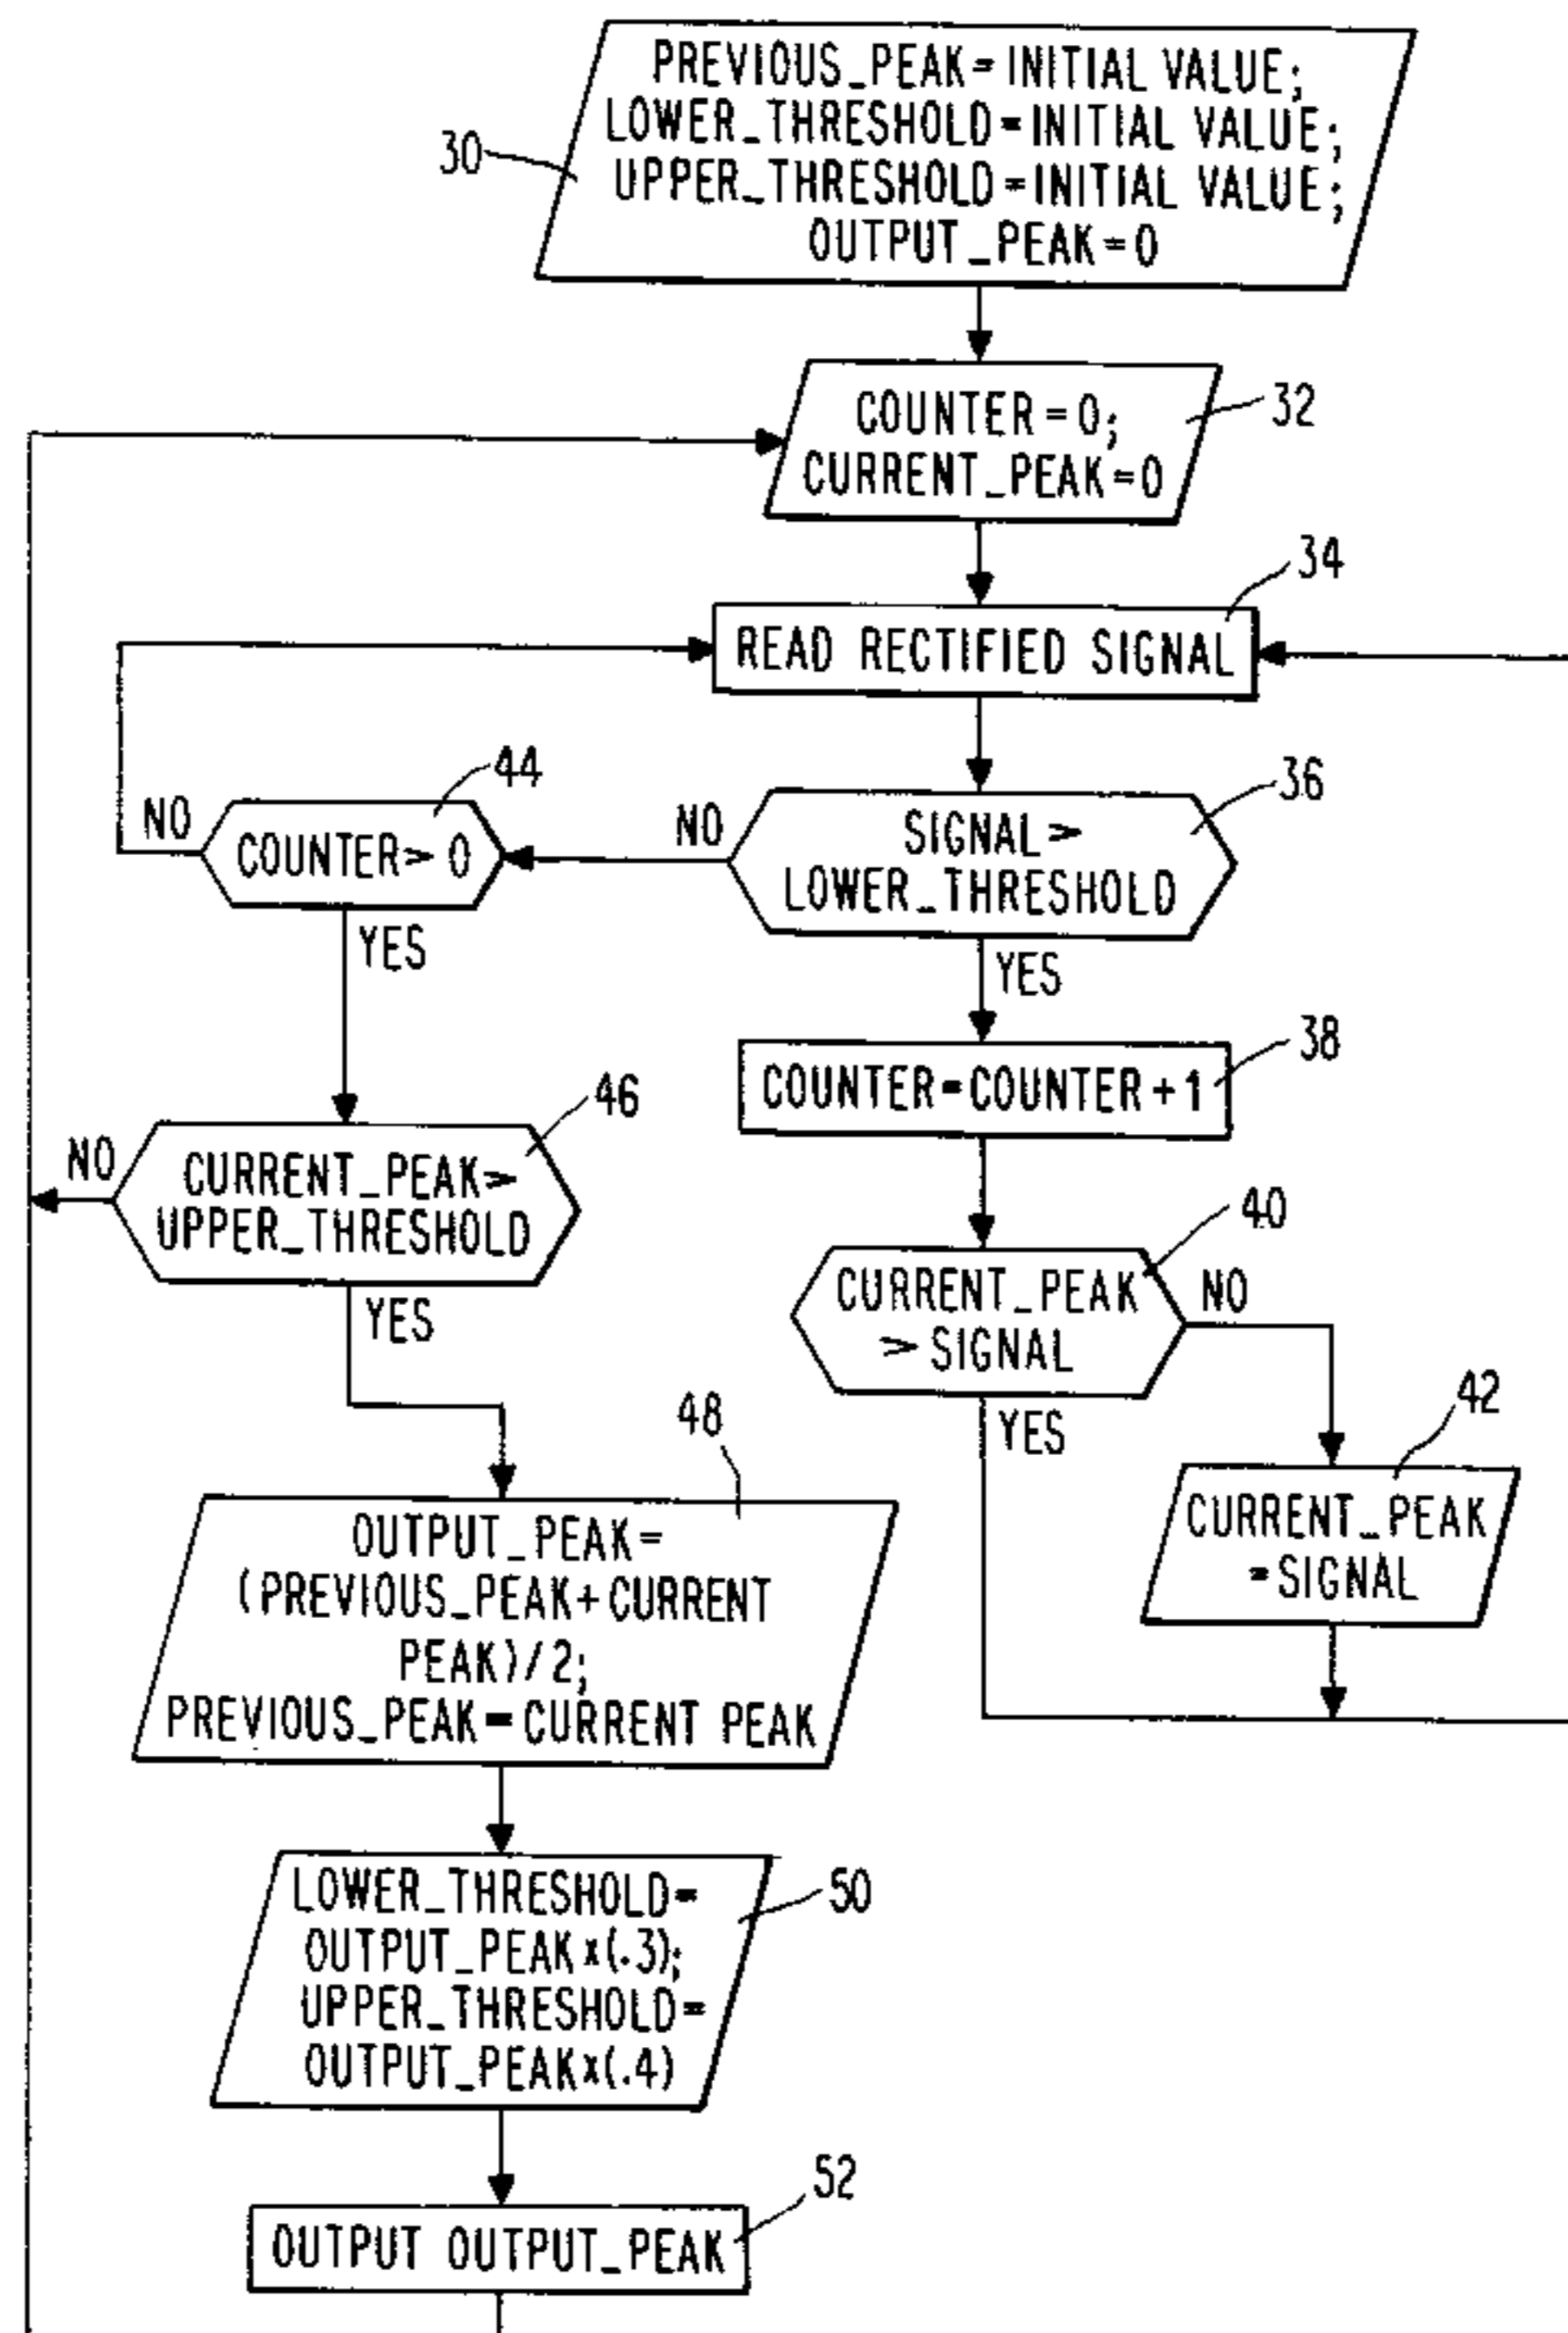 PREVIOUS_PEAK=INITIAL VALUE;
LOWER_THRESHOLD=INITIAL VALUE;
UPPER_THRESHOLD=INITIAL VALUE;
OUTPUT_PEAK=0
30
COUNTER=0;
CURRENT_PEAK=0
32
34
READ RECTIFIED SIGNAL
44
36
NO
COUNTER> 0
NO
SIGNAL>
LOWER_THRESHOLD
YES
YES
38
COUNTER=COUNTER+1
46
NO
CURRENT_PEAK>
UPPER_THRESHOLD
YES
40
CURRENT_PEAK
>SIGNAL
NO
YES
42
CURRENT_PEAK
=SIGNAL
48
OUTPUT_PEAK=
(PREVIOUS_PEAK+CURRENT
PEAK)/2;
PREVIOUS_PEAK=CURRENT PEAK
LOWER_THRESHOLD=
OUTPUT_PEAKx(.3);
UPPER_THRESHOLD=
OUTPUT_PEAKx(.4)
50
52
OUTPUT OUTPUT_PEAK